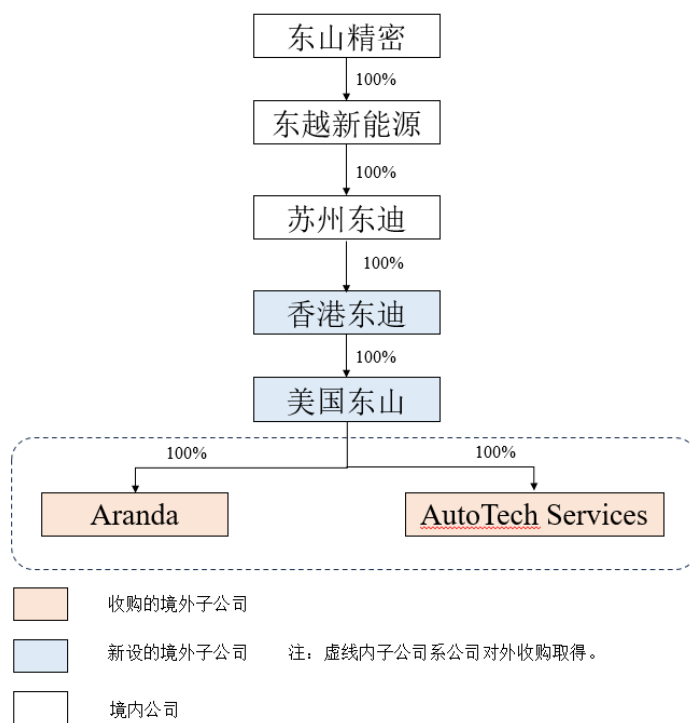 东山精密
100%
东越新能源
100%
苏州东迪
100%
香港东迪
100%
美国东山
100% 100%
Aranda AutoTech Services
收购的境外子公司
新设的境外子公司 注：虚线内子公司系公司对外收购取得。
境内公司